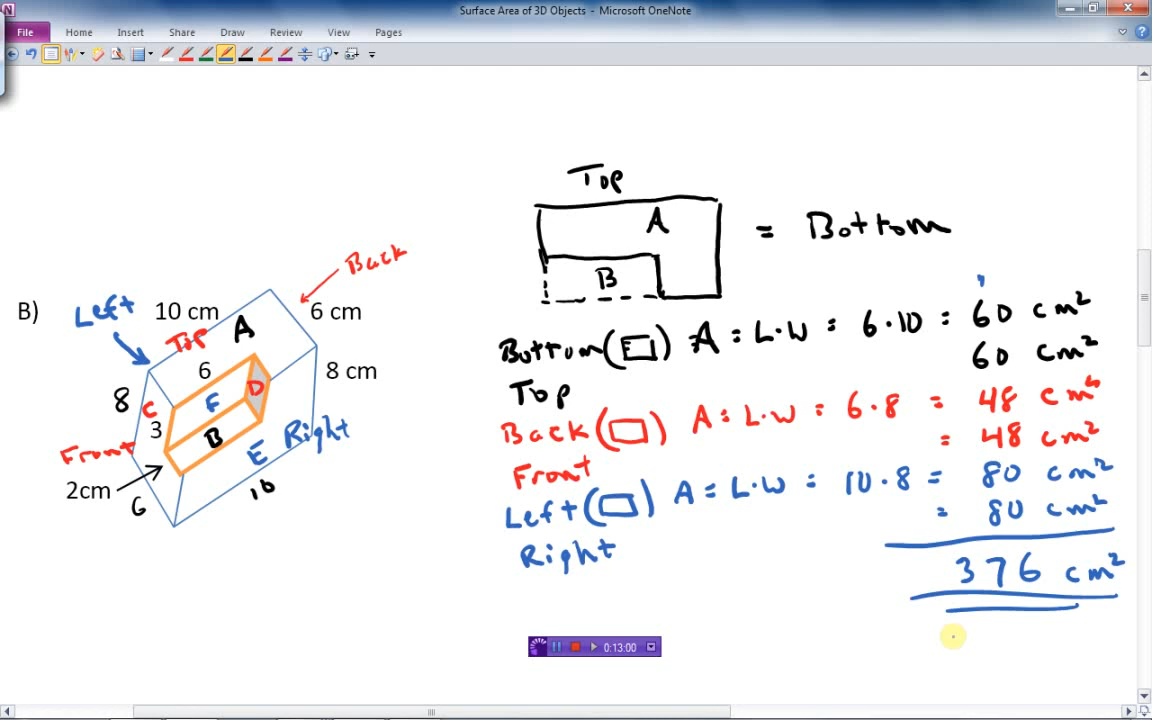 Surface Area of 3D Objects - Microsoft OneNote
File Home Insert Share Draw Review View Pages
Top
A
= Bottom
B
B)
Left
10 cm
Back
6 cm
Top
A
6
8 cm
8
C
F
D
3
B
Right
Front
E
2cm
6
10
Bottom( ) A = L·W = 6·10 = 60 cm²
Top 60 cm²
Back( ) A = L·W = 6·8 = 48 cm²
Front = 48 cm²
Left( ) A = L·W = 10·8 = 80 cm²
Right = 80 cm²
376 cm²
0:13:00